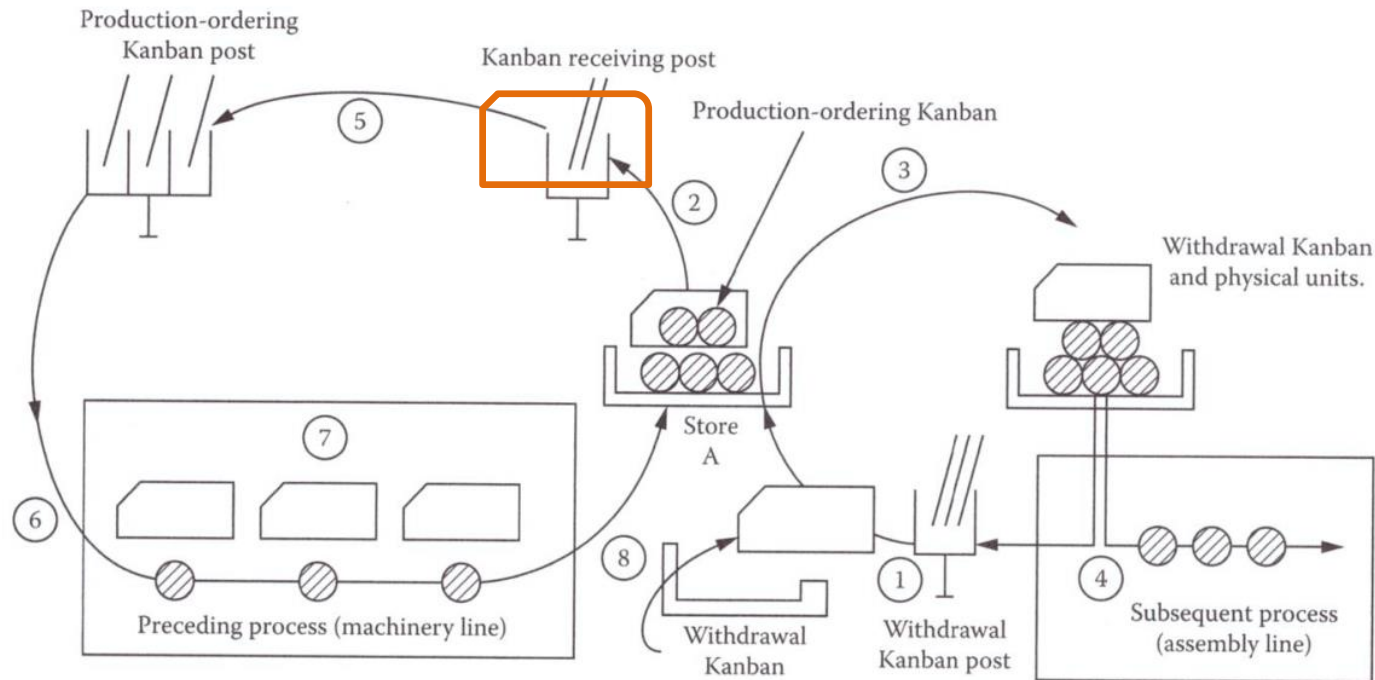 Production-ordering
Kanban post
Kanban receiving post
Production-ordering Kanban
5
3
2
Withdrawal Kanban
and physical units.
Store
A
7
6
8
1
4
Preceding process (machinery line)
Withdrawal
Kanban
Withdrawal
Kanban post
Subsequent process
(assembly line)